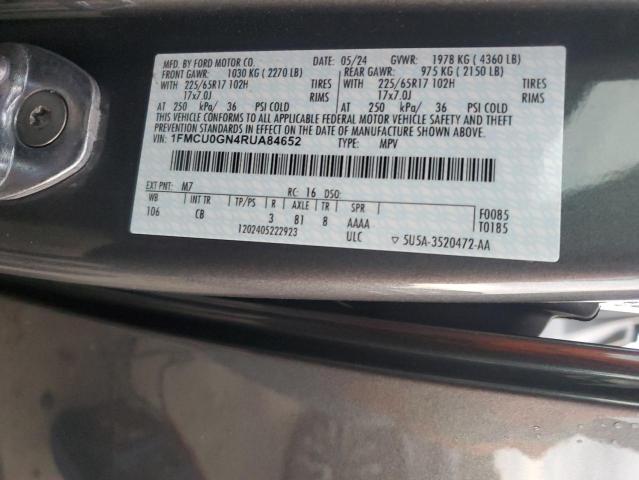 MFD. BY FORD MOTOR CO. DATE: 05/24 GVWR: 1978 KG ( 4360 LB)
FRONT GAWR: 1030 KG ( 2270 LB) REAR GAWR: 975 KG ( 2150 LB)
WITH 225/65R17 102H TIRES WITH 225/65R17 102H TIRES
17x7.0J RIMS 17x7.0J RIMS
AT 250 kPa/ 36 PSI COLD AT 250 kPa/ 36 PSI COLD
THIS VEHICLE CONFORMS TO ALL APPLICABLE FEDERAL MOTOR VEHICLE SAFETY AND
THEFT PREVENTION STANDARDS IN EFFECT ON THE DATE OF MANUFACTURE SHOWN ABOVE.
VIN: 1FMCU0GN4RUA84652 TYPE: MPV
EXT PNT: M7 RC: 16 DSO:
WB TP/PS R AXLE TR SPR F0085
106 CB 3 B1 8 AAAA T0185
1202405222923 ULC ▽ 5U5A-3520472-AA